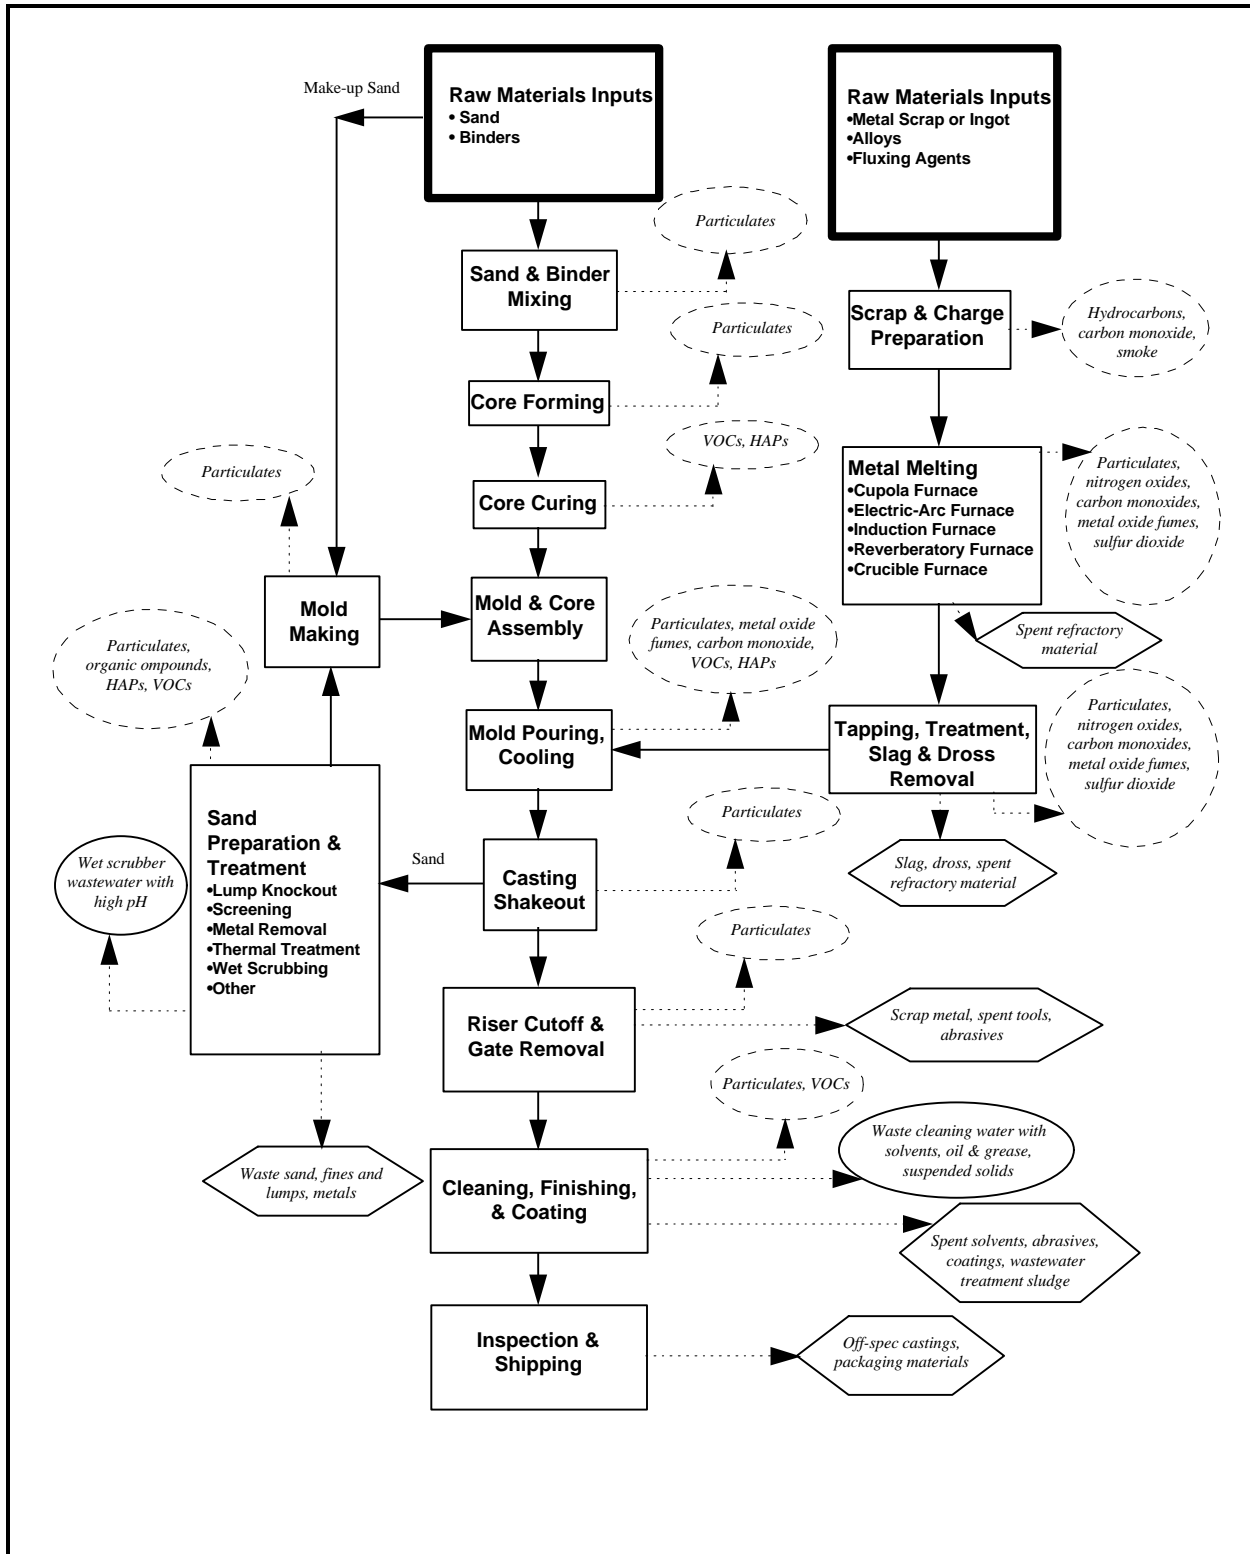 Make-up Sand
Raw Materials Inputs
• Sand
• Binders
Raw Materials Inputs
•Metal Scrap or Ingot
•Alloys
•Fluxing Agents
Particulates
Sand & Binder
Mixing
Scrap & Charge
Preparation
Hydrocarbons,
carbon monoxide,
smoke
Particulates
Core Forming
VOCs, HAPs
Particulates
Core Curing
Metal Melting
•Cupola Furnace
•Electric-Arc Furnace
•Induction Furnace
•Reverberatory Furnace
•Crucible Furnace
Particulates,
nitrogen oxides,
carbon monoxides,
metal oxide fumes,
sulfur dioxide
Mold
Making
Mold & Core
Assembly
Particulates, metal oxide
fumes, carbon monoxide,
VOCs, HAPs
Spent refractory
material
Particulates,
organic ompounds,
HAPs, VOCs
Mold Pouring,
Cooling
Tapping, Treatment,
Slag & Dross
Removal
Particulates,
nitrogen oxides,
carbon monoxides,
metal oxide fumes,
sulfur dioxide
Sand
Preparation &
Treatment
•Lump Knockout
•Screening
•Metal Removal
•Thermal Treatment
•Wet Scrubbing
•Other
Particulates
Wet scrubber
wastewater with
high pH
Sand
Casting
Shakeout
Slag, dross, spent
refractory material
Particulates
Riser Cutoff &
Gate Removal
Scrap metal, spent tools,
abrasives
Particulates, VOCs
Waste cleaning water with
solvents, oil & grease,
suspended solids
Waste sand, fines and
lumps, metals
Cleaning, Finishing,
& Coating
Spent solvents, abrasives,
coatings, wastewater
treatment sludge
Inspection &
Shipping
Off-spec castings,
packaging materials